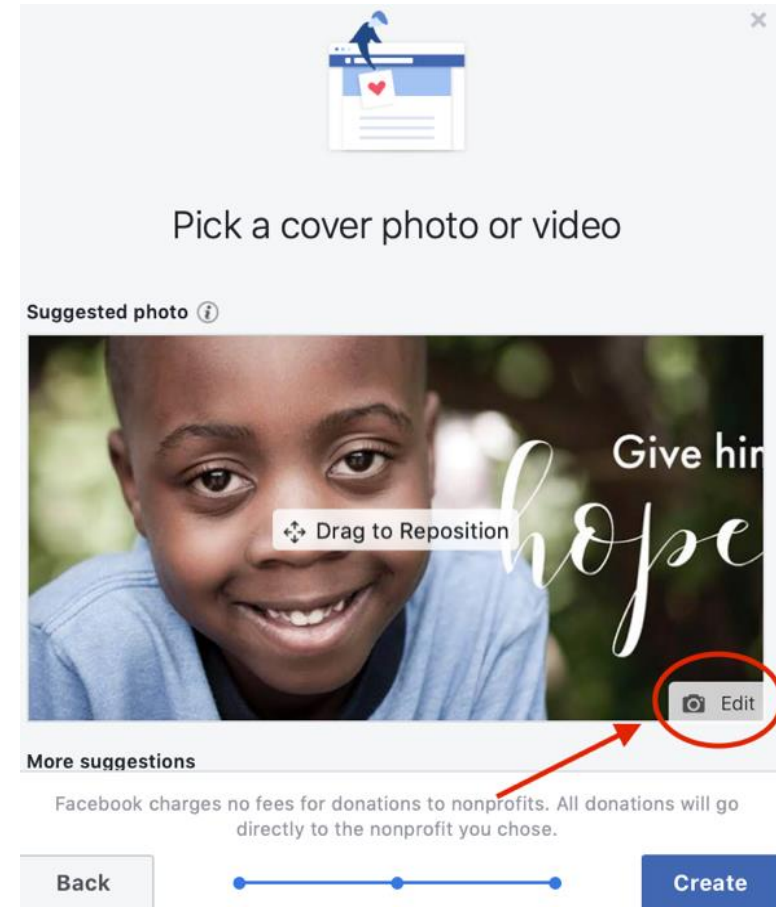 Pick a cover photo or video
Suggested photo
Give hir
hope
Drag to Reposition
Edit
More suggestions
Facebook charges no fees for donations to nonprofits. All donations will go
directly to the nonprofit you chose.
Back
Create